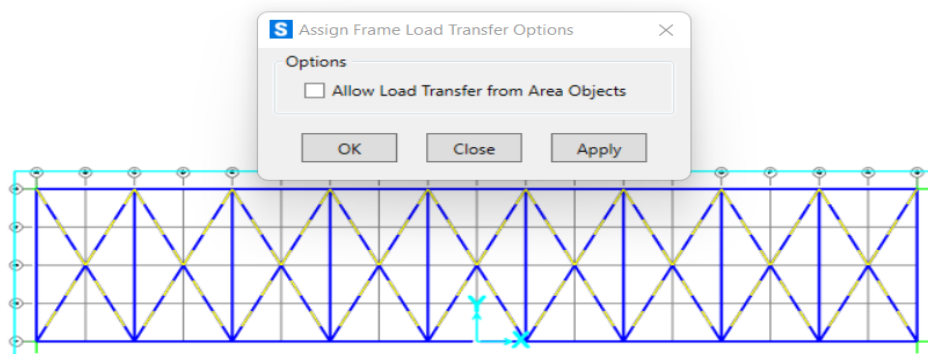 S Assign Frame Load Transfer Options
Options
Allow Load Transfer from Area Objects
OK Close Apply
Y
X